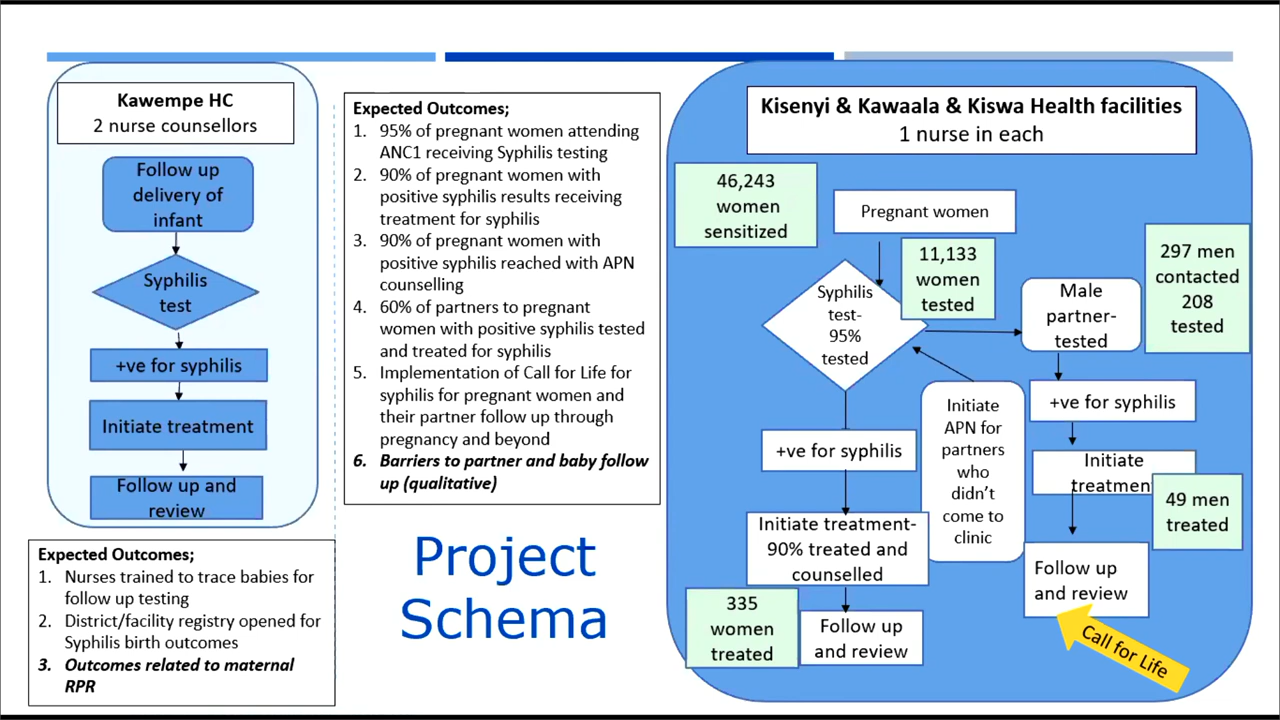 Kawempe HC
2 nurse counsellors
Follow up
delivery of
infant
Syphilis
test
+ve for syphilis
Initiate treatment
Follow up and
review
Expected Outcomes;
1. Nurses trained to trace babies for
follow up testing
2. District/facility registry opened for
Syphilis birth outcomes
3. Outcomes related to maternal
RPR
Expected Outcomes;
1. 95% of pregnant women attending
ANC1 receiving Syphilis testing
2. 90% of pregnant women with
positive syphilis results receiving
treatment for syphilis
3. 90% of pregnant women with
positive syphilis reached with APN
counselling
4. 60% of partners to pregnant
women with positive syphilis tested
and treated for syphilis
5. Implementation of Call for Life for
syphilis for pregnant women and
their partner follow up through
pregnancy and beyond
6. Barriers to partner and baby follow
up (qualitative)
Project
Schema
Kisenyi & Kawaala & Kiswa Health facilities
1 nurse in each
46,243
women
sensitized
Pregnant women
11,133
women
tested
Syphilis
test-
95%
tested
Male
partner-
tested
297 men
contacted
208
tested
+ve for syphilis
Initiate treatment-
90% treated and
counselled
335
women
treated
Follow up
and review
Initiate
APN for
partners
who
didn't
come to
clinic
+ve for syphilis
Initiate
treatment
49 men
treated
Follow up
and review
Call for Life